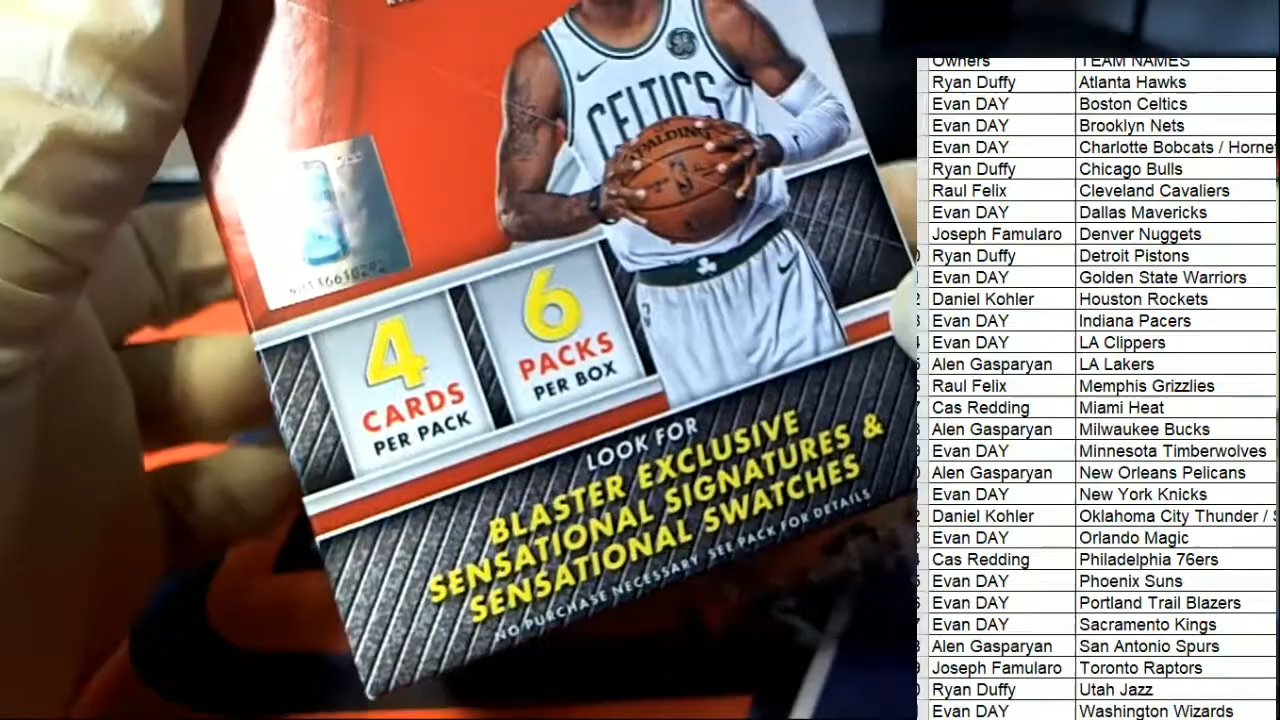 CELTICS
SPALDING
4
CARDS
PER PACK
6
PACKS
PER BOX
LOOK FOR
BLASTER EXCLUSIVE
SENSATIONAL SIGNATURES &
SENSATIONAL SWATCHES
NO PURCHASE NECESSARY. SEE PACK FOR DETAILS
Owners TEAM NAMES
Ryan Duffy Atlanta Hawks
Evan DAY Boston Celtics
Evan DAY Brooklyn Nets
Evan DAY Charlotte Bobcats / Horne
Ryan Duffy Chicago Bulls
Raul Felix Cleveland Cavaliers
Evan DAY Dallas Mavericks
Joseph Famularo Denver Nuggets
Ryan Duffy Detroit Pistons
Evan DAY Golden State Warriors
Daniel Kohler Houston Rockets
Evan DAY Indiana Pacers
Evan DAY LA Clippers
Alen Gasparyan LA Lakers
Raul Felix Memphis Grizzlies
Cas Redding Miami Heat
Alen Gasparyan Milwaukee Bucks
Evan DAY Minnesota Timberwolves
Alen Gasparyan New Orleans Pelicans
Evan DAY New York Knicks
Daniel Kohler Oklahoma City Thunder / S
Evan DAY Orlando Magic
Cas Redding Philadelphia 76ers
Evan DAY Phoenix Suns
Evan DAY Portland Trail Blazers
Evan DAY Sacramento Kings
Alen Gasparyan San Antonio Spurs
Joseph Famularo Toronto Raptors
Ryan Duffy Utah Jazz
Evan DAY Washington Wizards